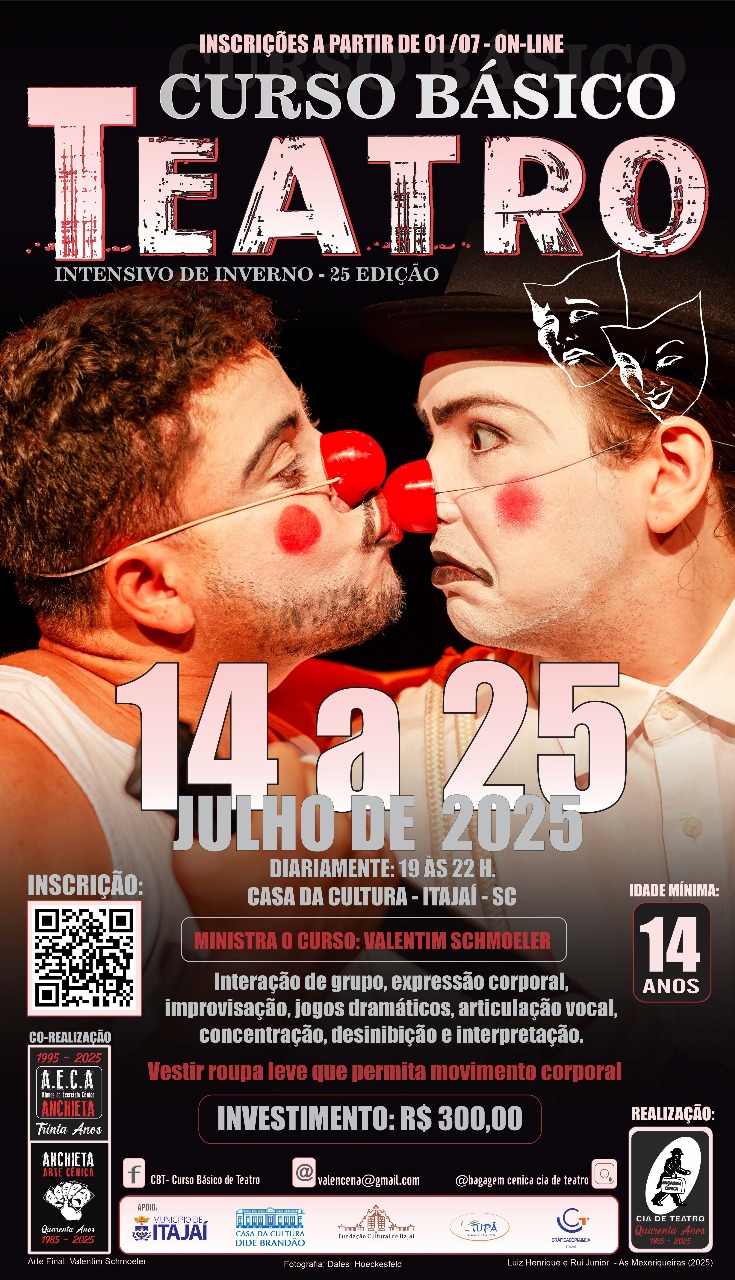 INSCRIÇÕES A PARTIR DE 01 /07 - ON-LINE
CURSO BÁSICO
TEATRO
INTENSIVO DE INVERNO - 25 EDIÇÃO
14 a 25
JULHO DE 2025
DIARIAMENTE: 19 ÀS 22 H.
CASA DA CULTURA - ITAJAÍ - SC
INSCRIÇÃO:
IDADE MÍNIMA:
14
ANOS
MINISTRA O CURSO: VALENTIM SCHMOELER
Interação de grupo, expressão corporal,
improvisação, jogos dramáticos, articulação vocal,
concentração, desinibição e interpretação.
Vestir roupa leve que permita movimento corporal
INVESTIMENTO: R$ 300,00
CO-REALIZAÇÃO
1995 - 2025
A.E.C.A
ANCHIETA
Trinta Anos
ANCHIETA
ARTE CÊNICA
Quarenta Anos
1985 - 2025
REALIZAÇÃO:
CIA DE TEATRO
Quarenta Anos
1985 - 2025
CBT- Curso Básico de Teatro
valencena@gmail.com
@bagagem cenica cia de teatro
APOIO:
MUNICÍPIO DE
ITAJAÍ
CASA DA CULTURA
DIDE BRANDÃO
Fundação Cultural de Itajaí
TUPÃ
Arte Final: Valentim Schmoeler
Fotografia: Dales Hoeckesfeld
Luiz Henrique e Rui Junior - As Mexeriqueiras (2025)